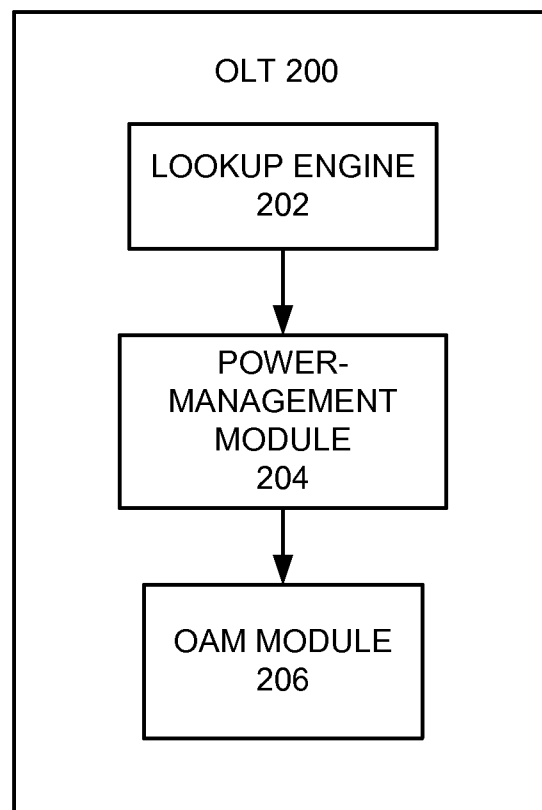 OLT 200
LOOKUP ENGINE
202
POWER-
MANAGEMENT
MODULE
204
OAM MODULE
206